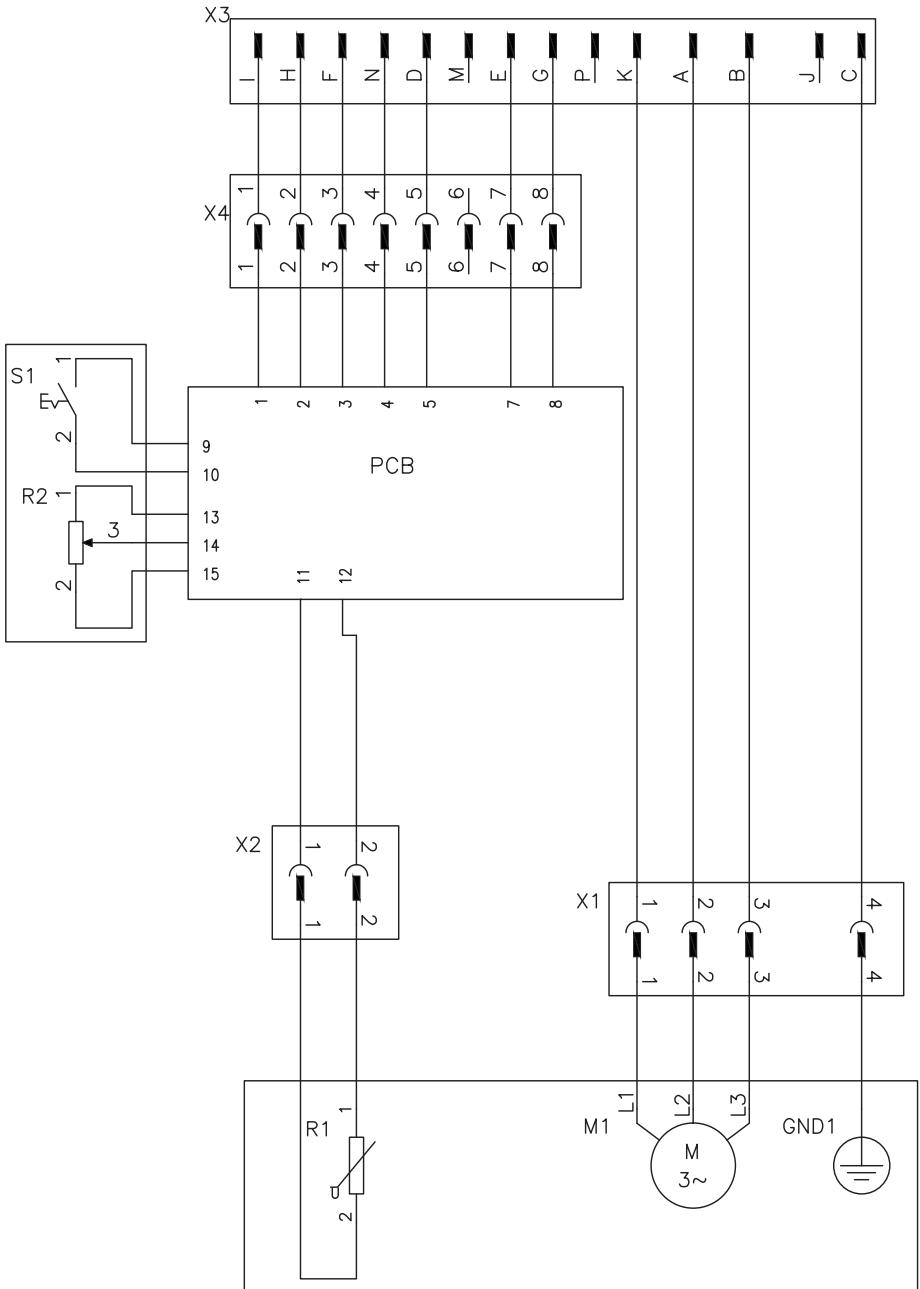 X3
I H F N D M E G P K A B J C
1 2 3 4 5 6 7 8
X4
1 2 3 4 5 6 7 8
S1
1
2
1 2 3 4 5 7 8
PCB
9
10
13
14
15
11 12
R2
1
3
2
X2
1 2
1 2
X1
1 2 3 4
1 2 3 4
R1
1
2
M1
L1 L2 L3
M
3~
GND1